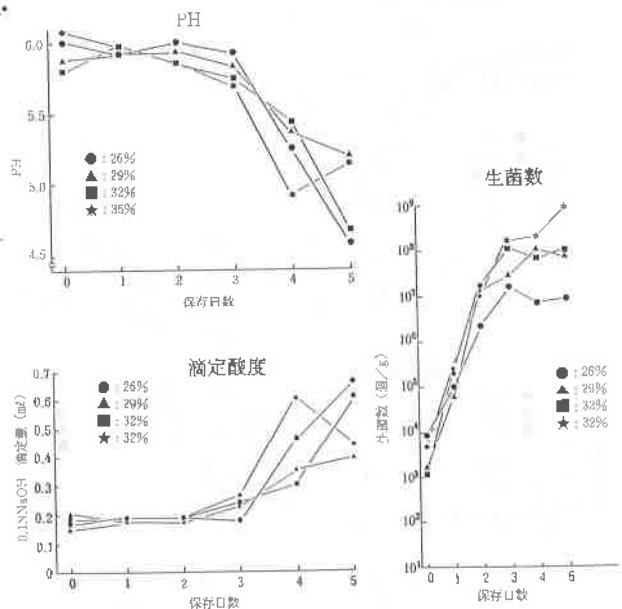 PH
6.0
5.5
5.0
4.5
PH
●：26%
▲：29%
■：32%
★：35%
0 1 2 3 4 5
保存日数
滴定酸度
0.7
0.6
0.5
0.4
0.3
0.2
0.1
0
0.1NNaOH 滴定量 (mℓ)
●：26%
▲：29%
■：32%
★：32%
0 1 2 3 4 5
保存日数
生菌数
10⁹
10⁸
10⁷
10⁶
10⁵
10⁴
10³
10²
10¹
生菌数 (個/g)
●：26%
▲：29%
■：32%
★：32%
0 1 2 3 4 5
保存日数